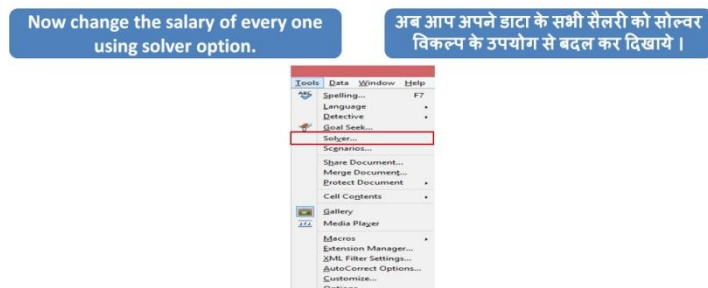 Now change the salary of every one
using solver option.
अब आप अपने डाटा के सभी सैलरी को सोल्वर
विकल्प के उपयोग से बदल कर दिखाये ।
Tools Data Window Help
ABC Spelling... F7
Language
Detective
Goal Seek...
Solver...
Scenarios...
Share Document...
Merge Document...
Protect Document
Cell Contents
Gallery
Media Player
Macros
Extension Manager...
XML Filter Settings...
AutoCorrect Options...
Customize...
Options...